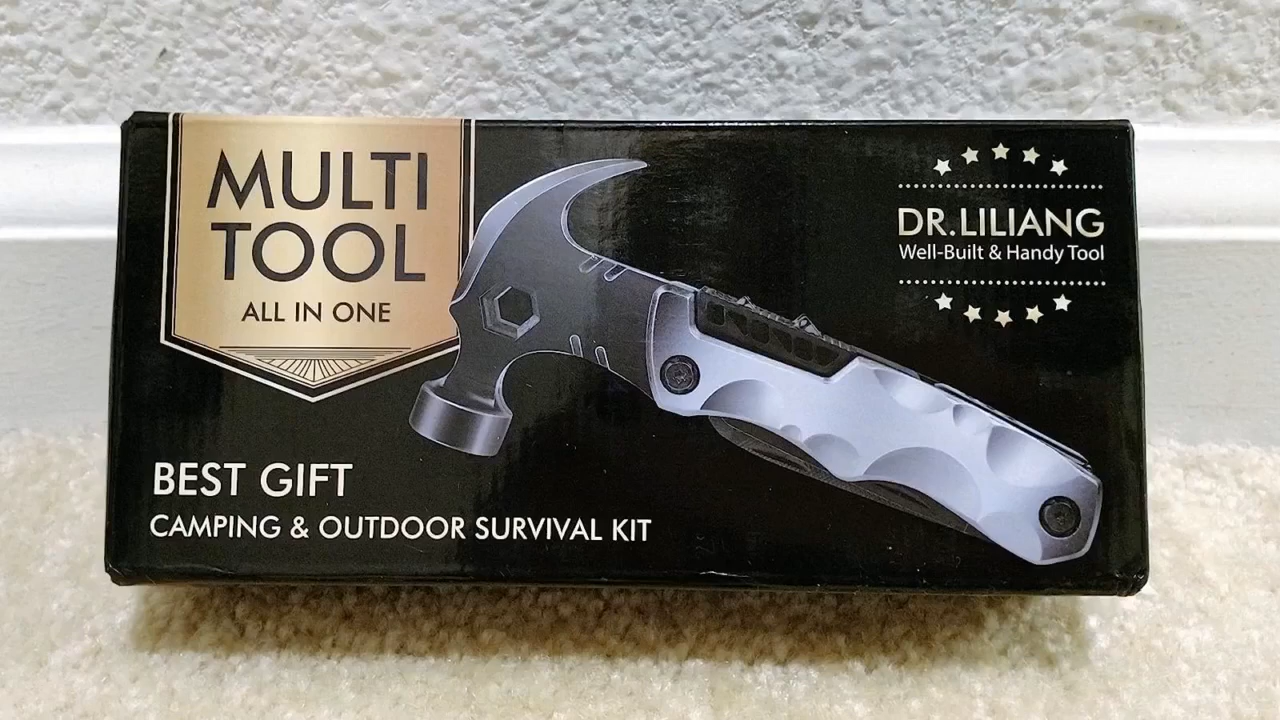 MULTI
TOOL
ALL IN ONE
DR.LILIANG
Well-Built & Handy Tool
BEST GIFT
CAMPING & OUTDOOR SURVIVAL KIT